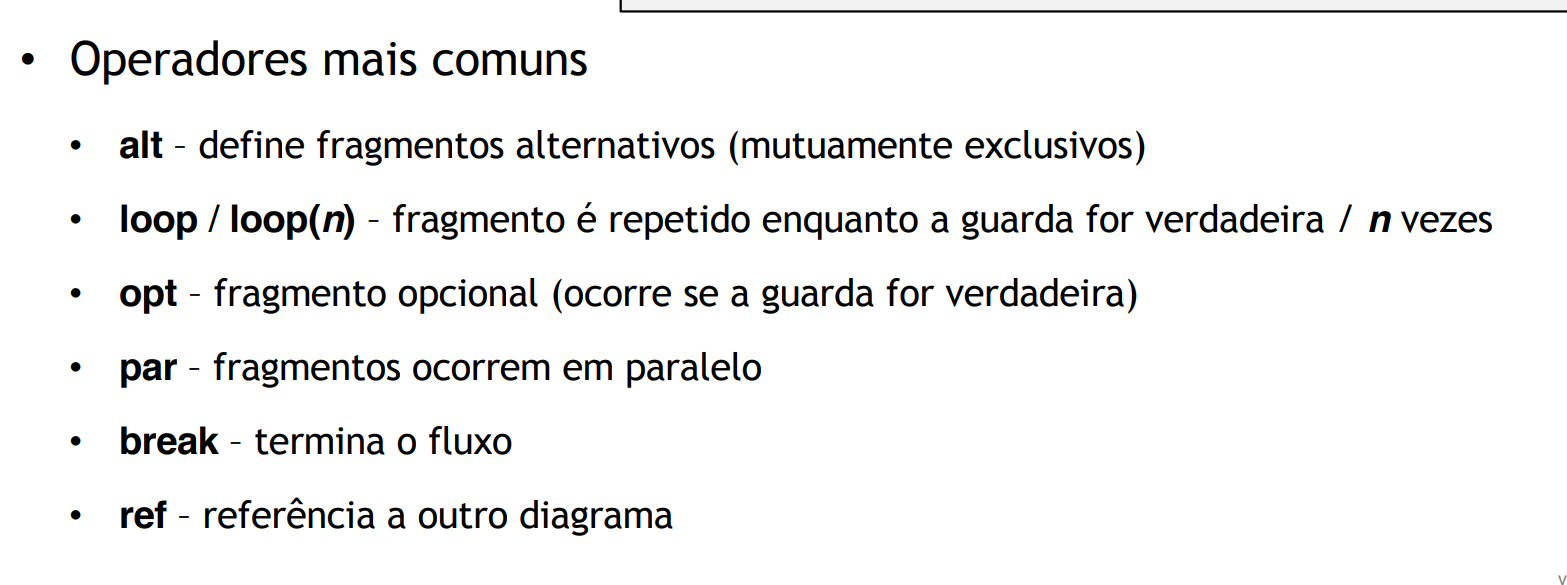 • Operadores mais comuns
• alt – define fragmentos alternativos (mutuamente exclusivos)
• loop / loop(n) – fragmento é repetido enquanto a guarda for verdadeira / n vezes
• opt – fragmento opcional (ocorre se a guarda for verdadeira)
• par – fragmentos ocorrem em paralelo
• break – termina o fluxo
• ref – referência a outro diagrama